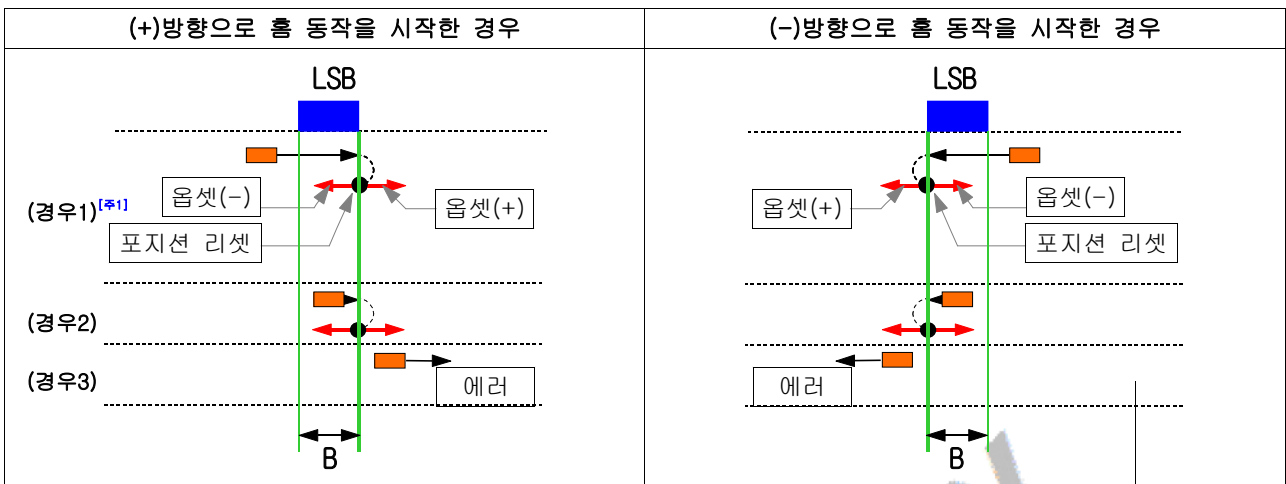 (+)방향으로 홈 동작을 시작한 경우
(-)방향으로 홈 동작을 시작한 경우
LSB
LSB
(경우1)[주1]
옵셋(-)
옵셋(+)
포지션 리셋
옵셋(+)
옵셋(-)
포지션 리셋
(경우2)
(경우3)
에러
에러
B
B